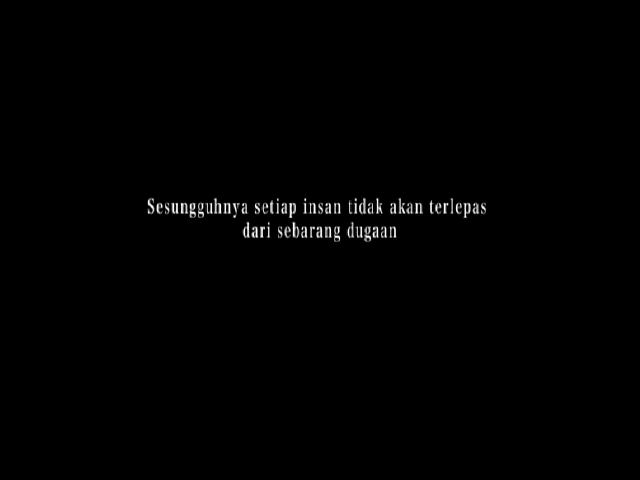 Sesungguhnya setiap insan tidak akan terlepas
dari sebarang dugaan